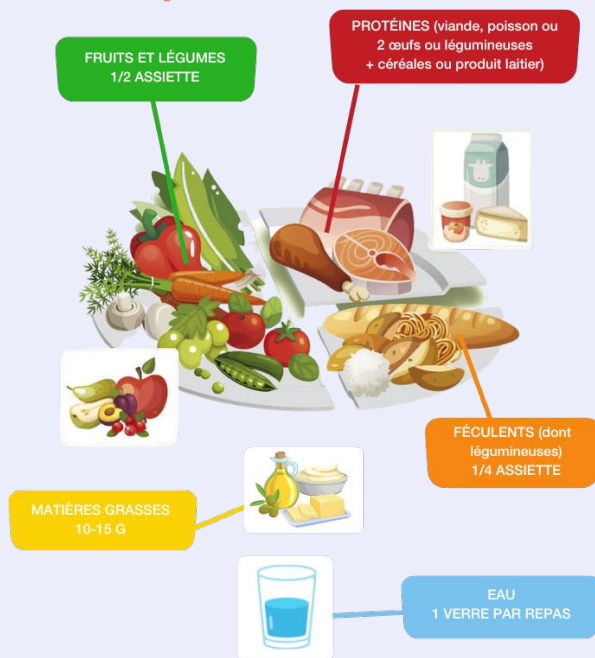 PROTÉINES (viande, poisson ou
2 œufs ou légumineuses
+ céréales ou produit laitier)
FRUITS ET LÉGUMES
1/2 ASSIETTE
FÉCULENTS (dont
légumineuses)
1/4 ASSIETTE
MATIÈRES GRASSES
10-15 G
EAU
1 VERRE PAR REPAS